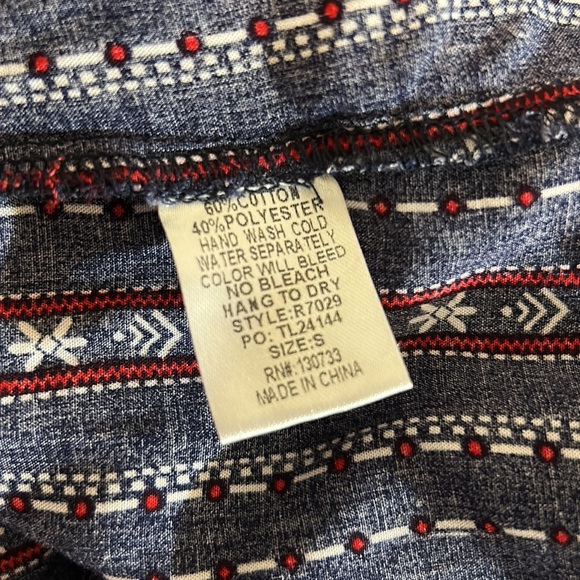 60%COTTON
40%POLYESTER
HAND WASH COLD
WATER SEPARATELY
COLOR WILL BLEED
NO BLEACH
HANG TO DRY
STYLE:R7029
PO: TL24144
SIZE:S
RN#:130733
MADE IN CHINA